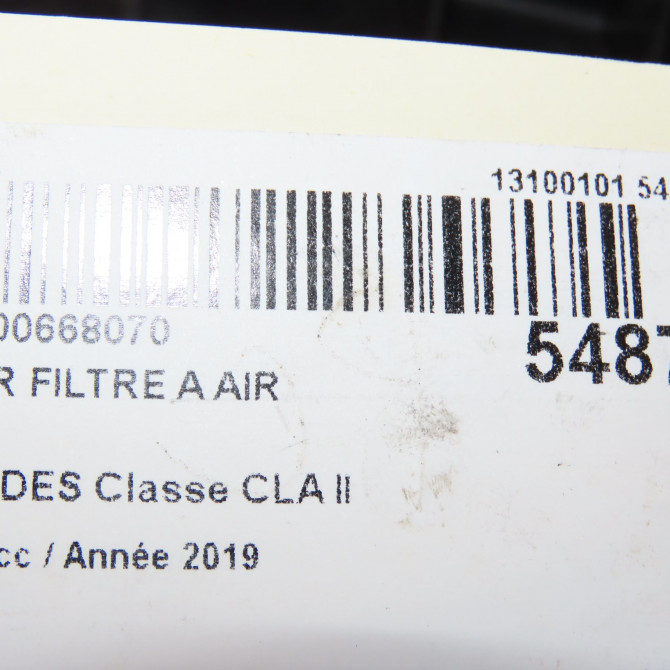 13100101 54
00668070
5487
R FILTRE A AIR
DES Classe CLA II
cc / Année 2019